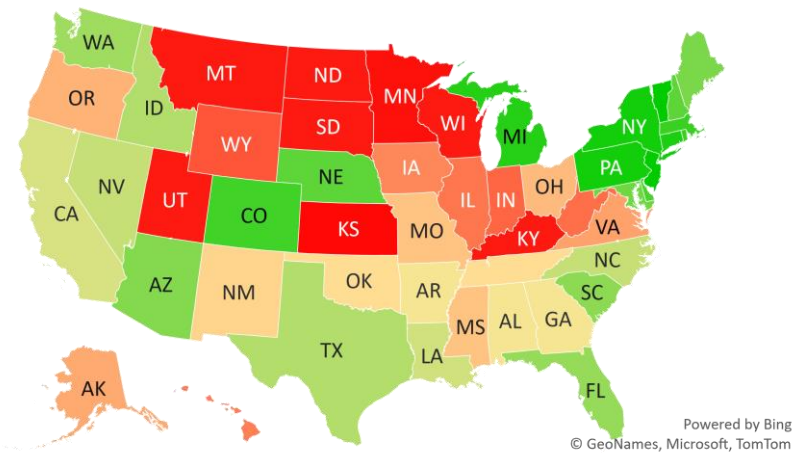 WA
MT
ND
MN
OR
ID
WY
SD
WI
MI
NY
NV
UT
CO
NE
IA
IL
IN
OH
PA
CA
KS
MO
KY
VA
AZ
NM
OK
AR
NC
SC
TX
LA
MS
AL
GA
FL
AK
Powered by Bing
© GeoNames, Microsoft, TomTom